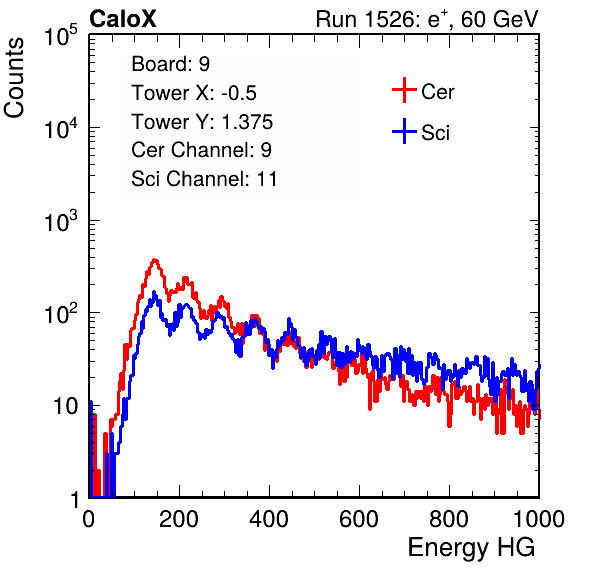 CaloX Run 1526: e⁺, 60 GeV
Counts
10⁵
10⁴
10³
10²
10
1
Board: 9
Tower X: -0.5
Tower Y: 1.375
Cer Channel: 9
Sci Channel: 11
Cer
Sci
0 200 400 600 800 1000
Energy HG